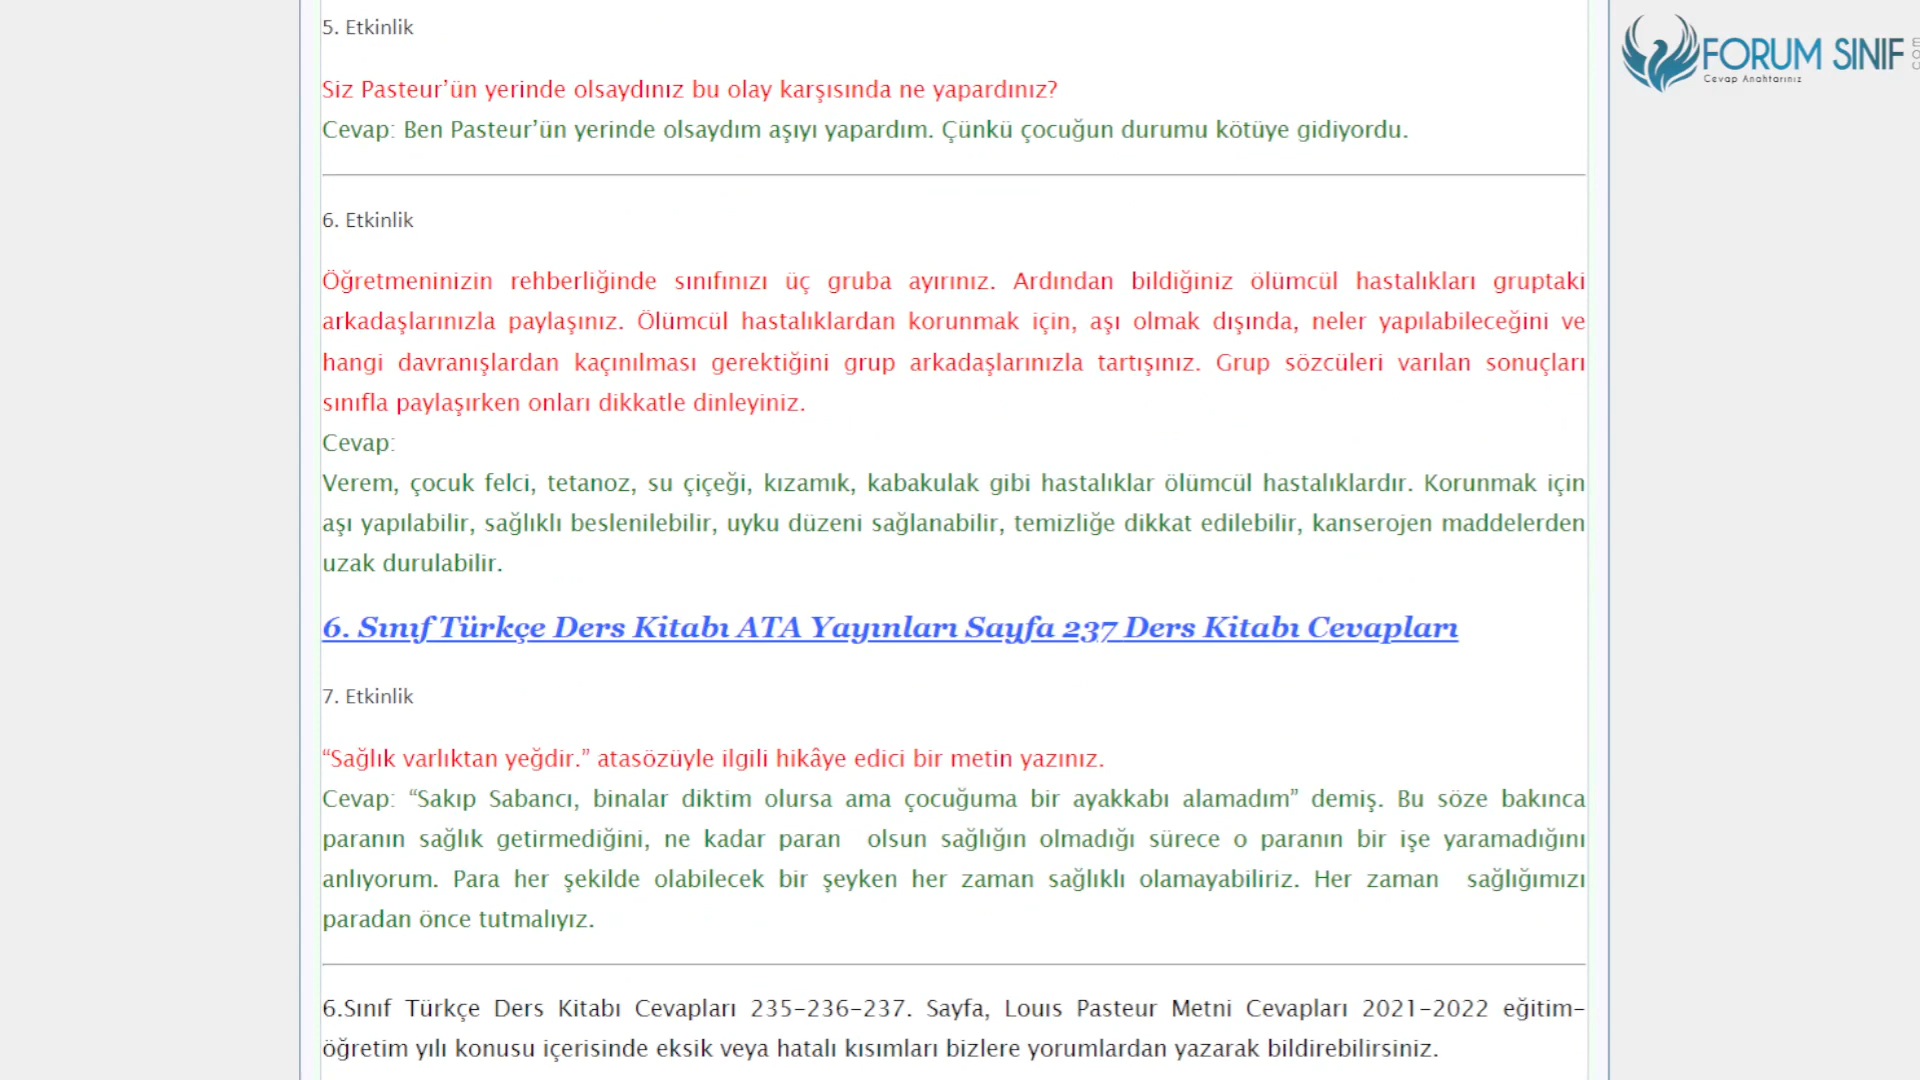 5. Etkinlik
FORUM SINIF
Cevap Anahtarınız
Siz Pasteur’ün yerinde olsaydınız bu olay karşısında ne yapardınız?
Cevap: Ben Pasteur’ün yerinde olsaydım aşıyı yapardım. Çünkü çocuğun durumu kötüye gidiyordu.
6. Etkinlik
Öğretmeninizin rehberliğinde sınıfınızı üç gruba ayırınız. Ardından bildiğiniz ölümcül hastalıkları gruptaki
arkadaşlarınızla paylaşınız. Ölümcül hastalıklardan korunmak için, aşı olmak dışında, neler yapılabileceğini ve
hangi davranışlardan kaçınılması gerektiğini grup arkadaşlarınızla tartışınız. Grup sözcüleri varılan sonuçları
sınıfla paylaşırken onları dikkatle dinleyiniz.
Cevap:
Verem, çocuk felci, tetanoz, su çiçeği, kızamık, kabakulak gibi hastalıklar ölümcül hastalıklardır. Korunmak için
aşı yapılabilir, sağlıklı beslenilebilir, uyku düzeni sağlanabilir, temizliğe dikkat edilebilir, kanserojen maddelerden
uzak durulabilir.
6. Sınıf Türkçe Ders Kitabı ATA Yayınları Sayfa 237 Ders Kitabı Cevapları
7. Etkinlik
“Sağlık varlıktan yeğdir.” atasözüyle ilgili hikâye edici bir metin yazınız.
Cevap: “Sakıp Sabancı, binalar diktim olursa ama çocuğuma bir ayakkabı alamadım” demiş. Bu söze bakınca
paranın sağlık getirmediğini, ne kadar paran olsun sağlığın olmadığı sürece o paranın bir işe yaramadığını
anlıyorum. Para her şekilde olabilecek bir şeyken her zaman sağlıklı olamayabiliriz. Her zaman sağlığımızı
paradan önce tutmalıyız.
6.Sınıf Türkçe Ders Kitabı Cevapları 235-236-237. Sayfa, Louıs Pasteur Metni Cevapları 2021-2022 eğitim-
öğretim yılı konusu içerisinde eksik veya hatalı kısımları bizlere yorumlardan yazarak bildirebilirsiniz.